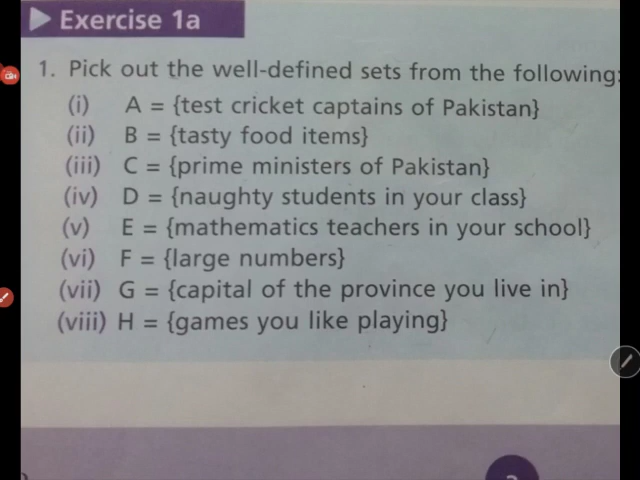 Exercise 1a
1. Pick out the well-defined sets from the following:
(i) A = {test cricket captains of Pakistan}
(ii) B = {tasty food items}
(iii) C = {prime ministers of Pakistan}
(iv) D = {naughty students in your class}
(v) E = {mathematics teachers in your school}
(vi) F = {large numbers}
(vii) G = {capital of the province you live in}
(viii) H = {games you like playing}